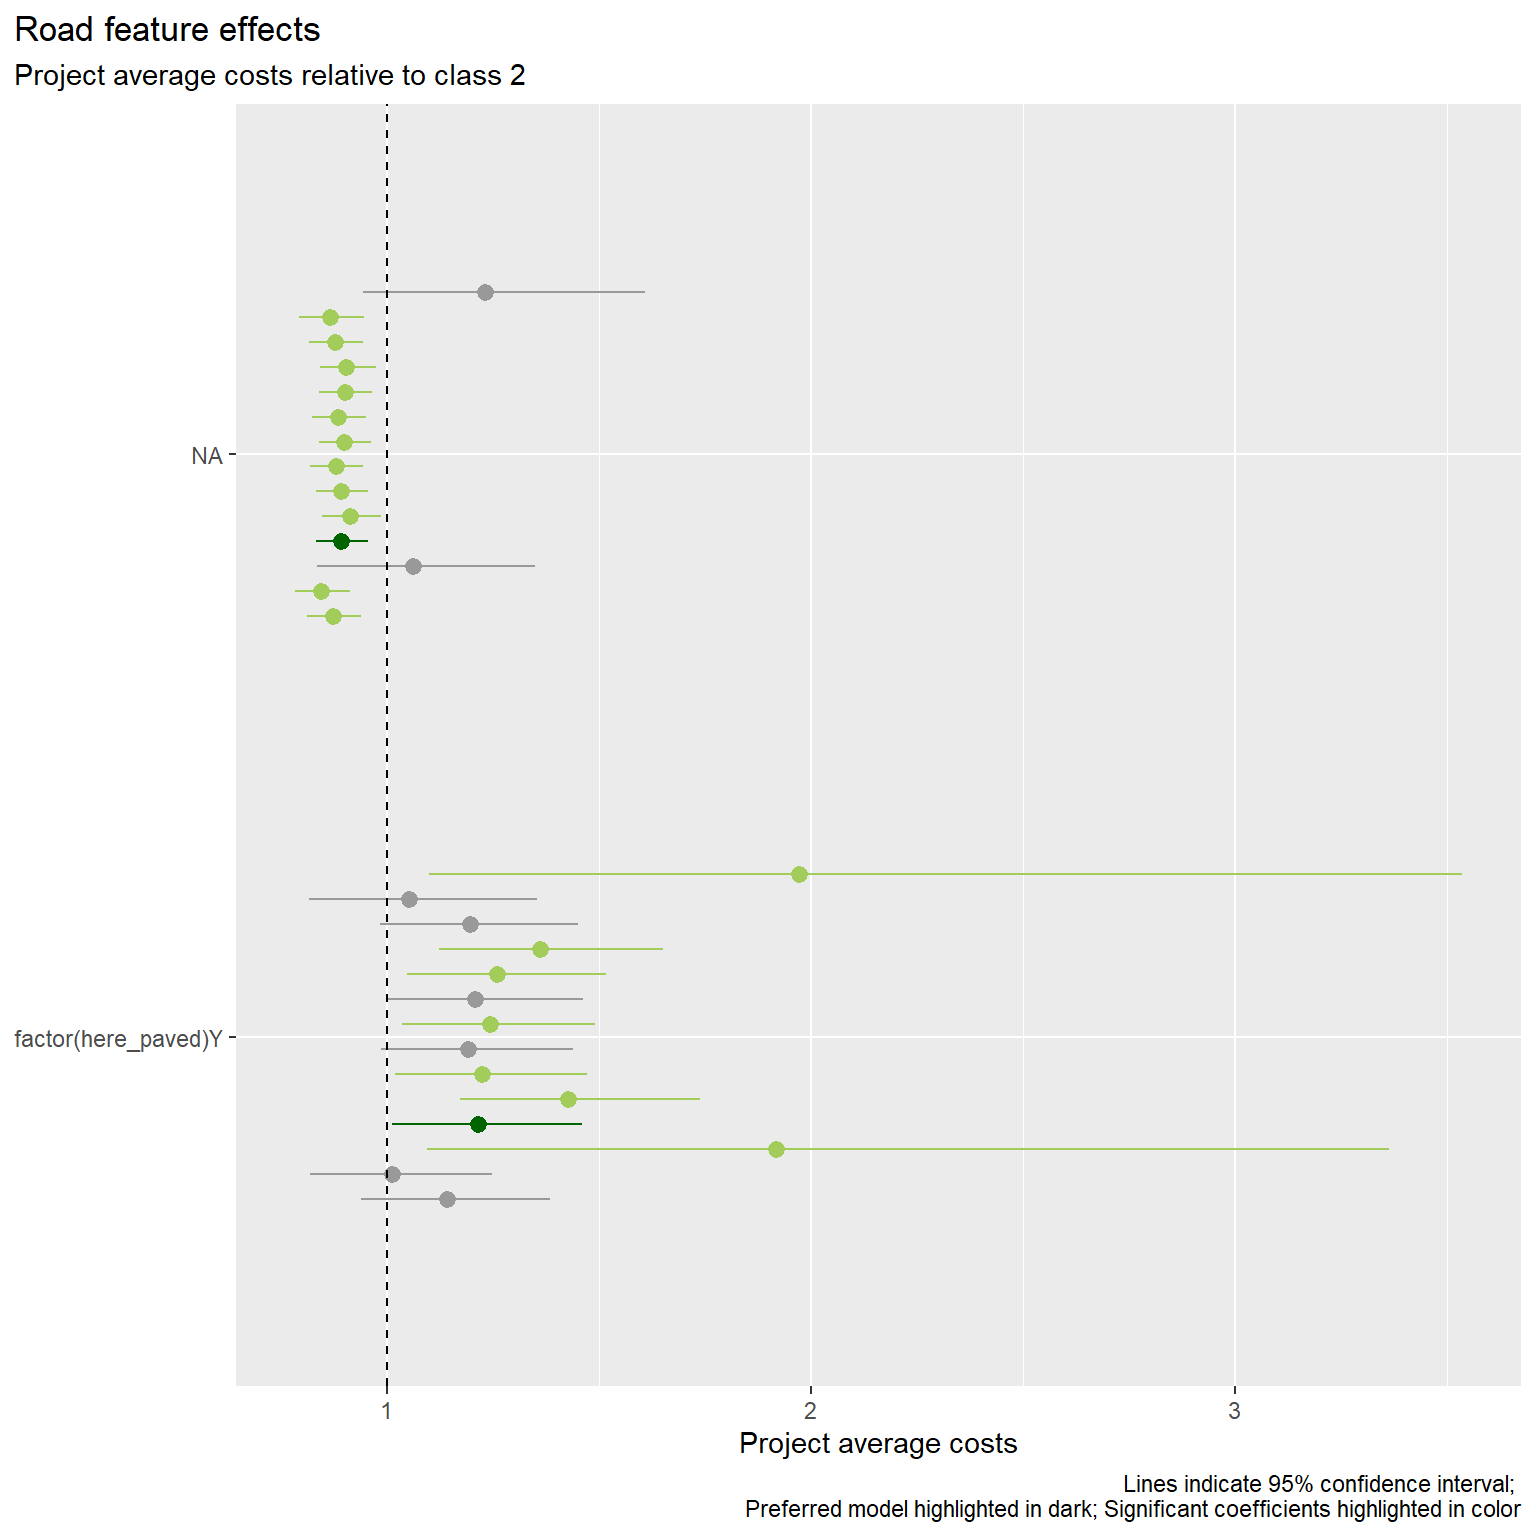 Road feature effects
Project average costs relative to class 2
NA
factor(here_paved)Y
1 2 3
Project average costs
Lines indicate 95% confidence interval;
Preferred model highlighted in dark; Significant coefficients highlighted in color